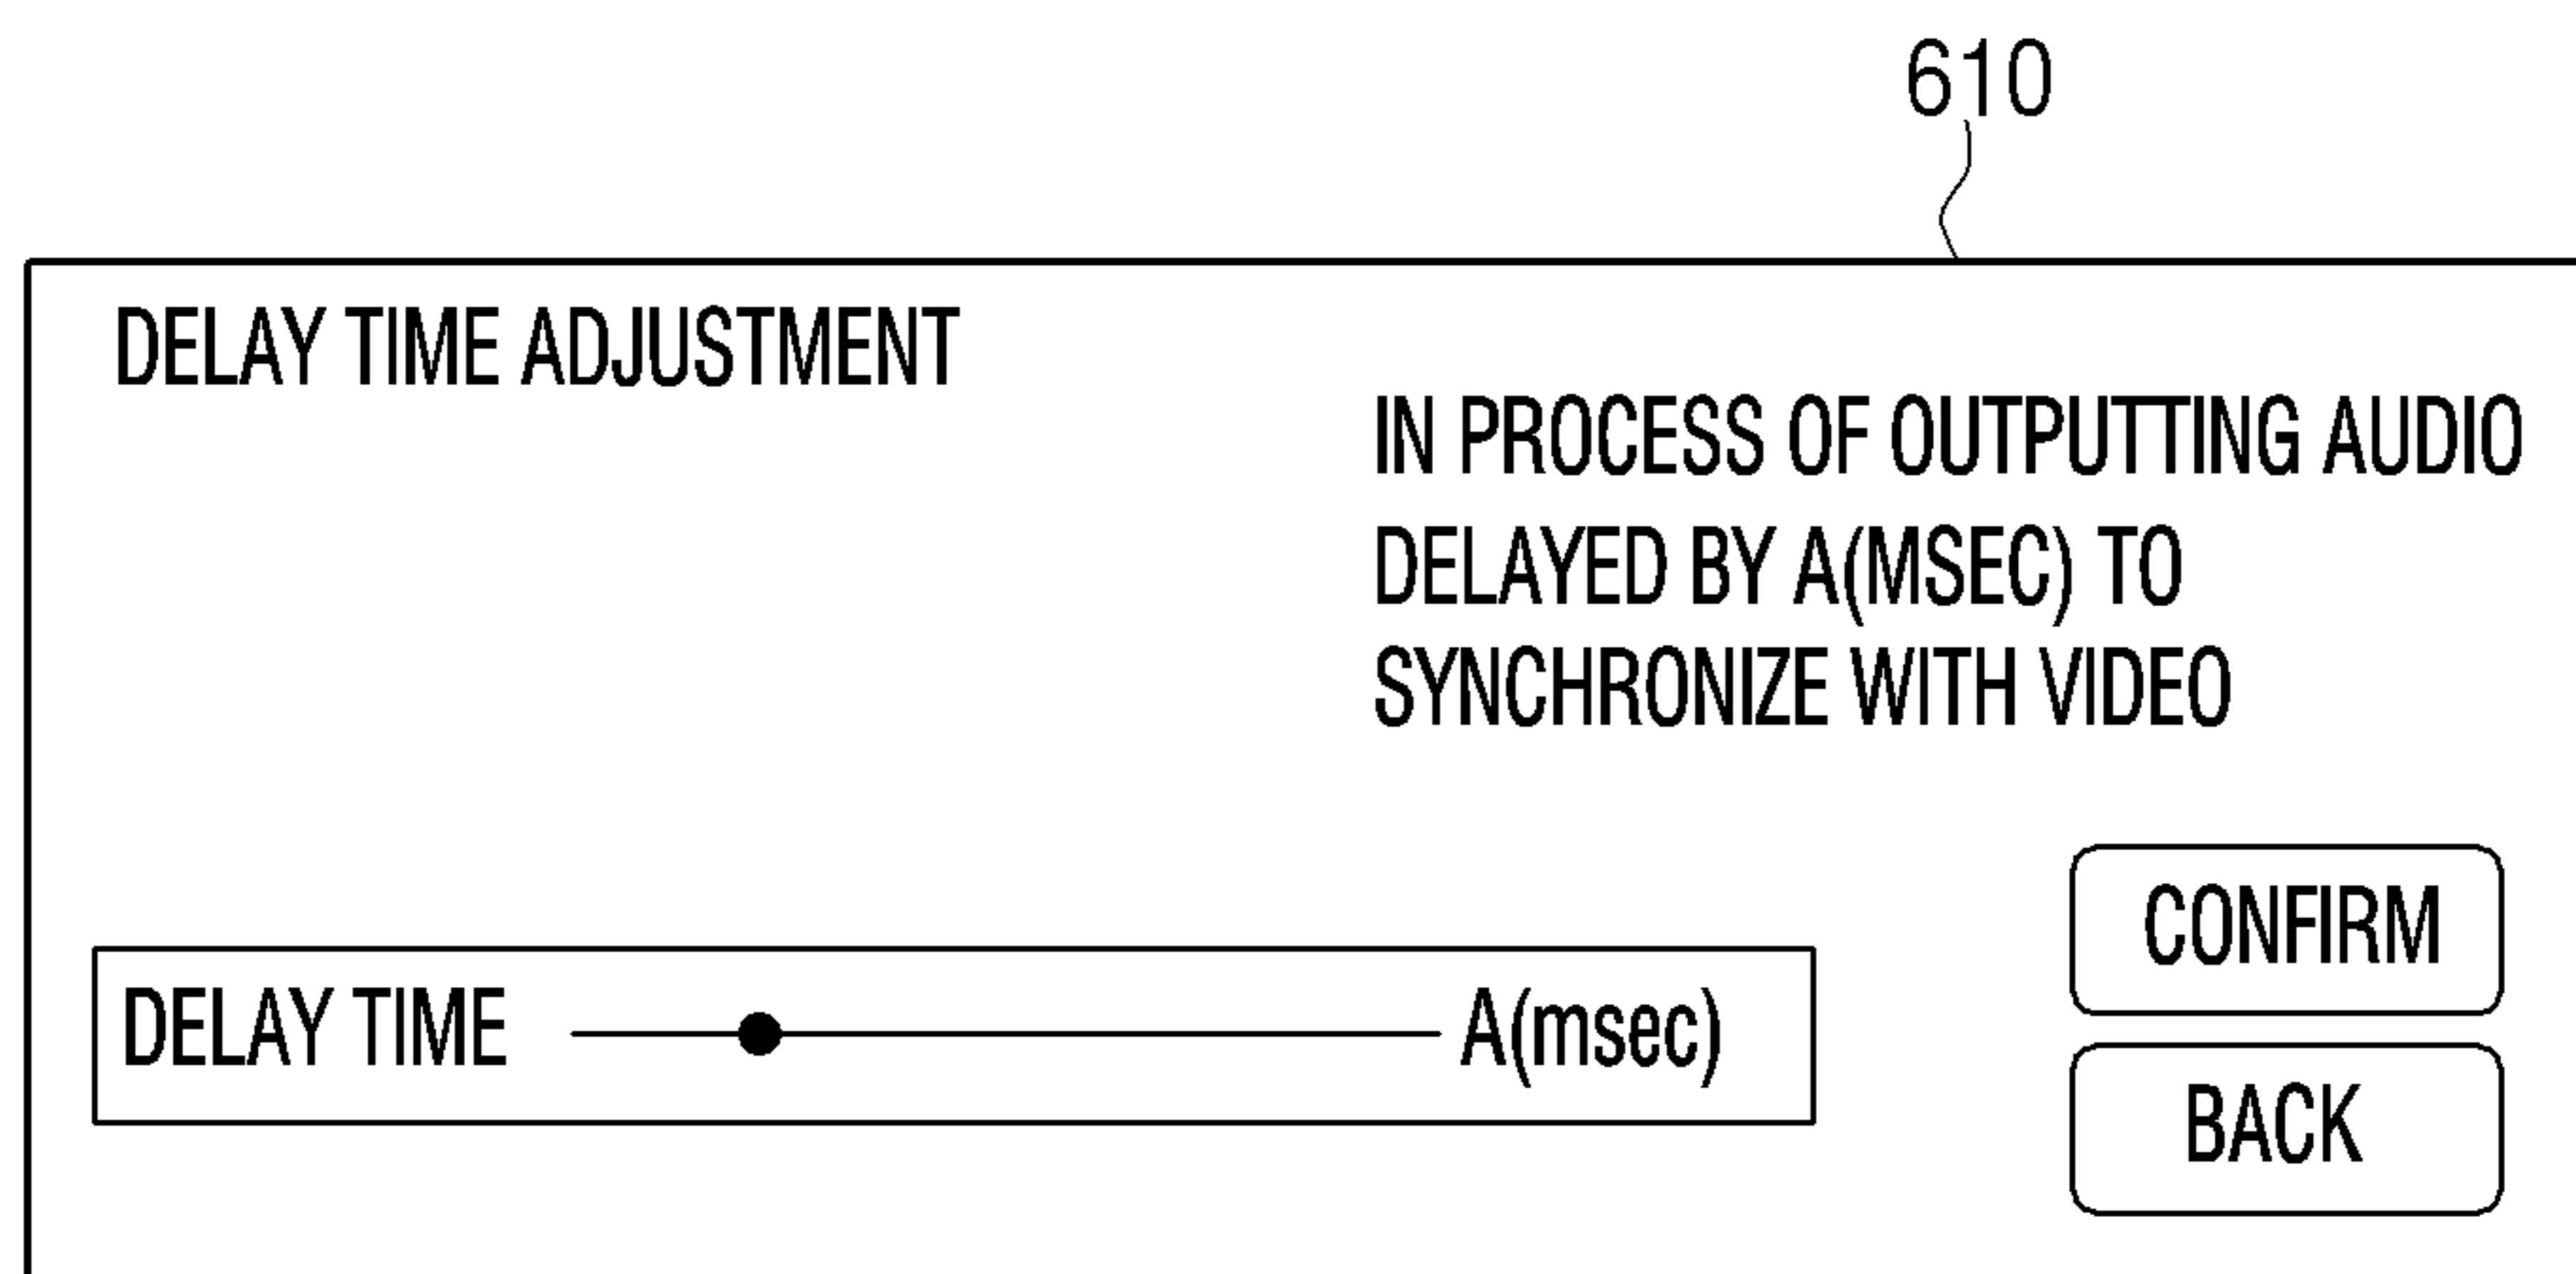 610
DELAY TIME ADJUSTMENT
IN PROCESS OF OUTPUTTING AUDIO
DELAYED BY A(MSEC) TO
SYNCHRONIZE WITH VIDEO
CONFIRM
DELAY TIME A(msec)
BACK